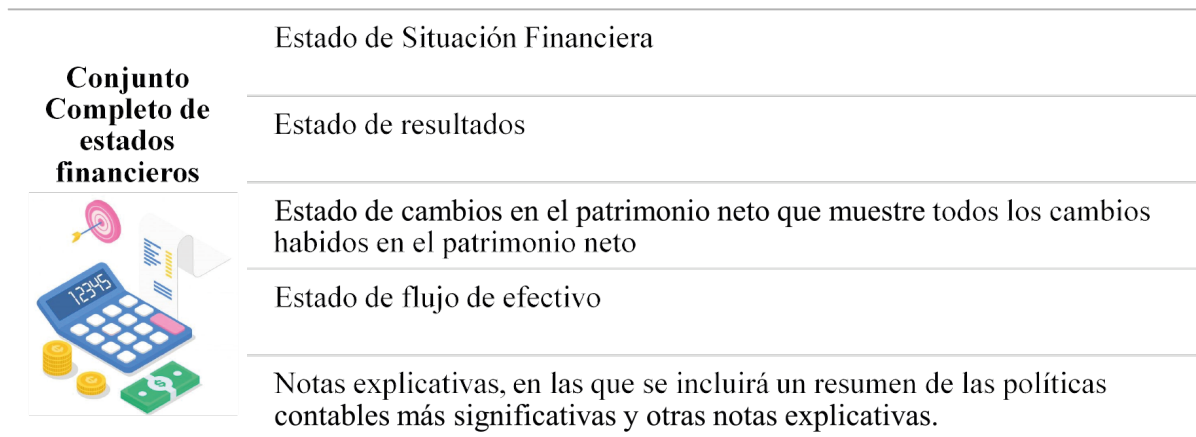 Conjunto
Completo de
estados
financieros
12345
Estado de Situación Financiera
Estado de resultados
Estado de cambios en el patrimonio neto que muestre todos los cambios
habidos en el patrimonio neto
Estado de flujo de efectivo
Notas explicativas, en las que se incluirá un resumen de las políticas
contables más significativas y otras notas explicativas.